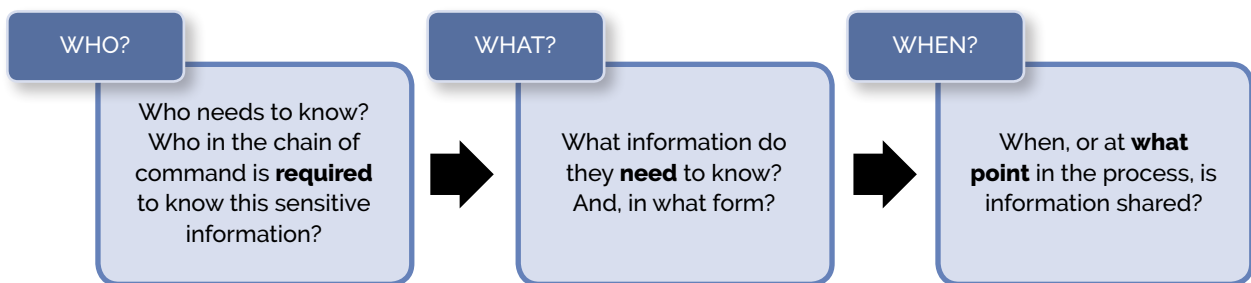 WHO?
Who needs to know?
Who in the chain of
command is required
to know this sensitive
information?
WHAT?
What information do
they need to know?
And, in what form?
WHEN?
When, or at what
point in the process, is
information shared?